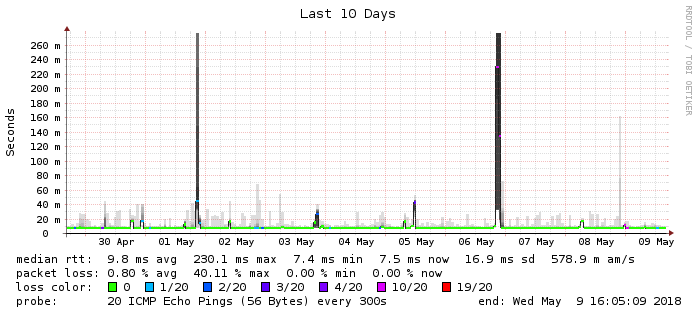 Last 10 Days
RRDTOOL / TOBI OETIKER
Seconds
260 m
240 m
220 m
200 m
180 m
160 m
140 m
120 m
100 m
80 m
60 m
40 m
20 m
0
30 Apr 01 May 02 May 03 May 04 May 05 May 06 May 07 May 08 May 09 May
median rtt: 9.8 ms avg 230.1 ms max 7.4 ms min 7.5 ms now 16.9 ms sd 578.9 m am/s
packet loss: 0.80 % avg 40.11 % max 0.00 % min 0.00 % now
loss color: 0 1/20 2/20 3/20 4/20 10/20 19/20
probe: 20 ICMP Echo Pings (56 Bytes) every 300s end: Wed May 9 16:05:09 2018